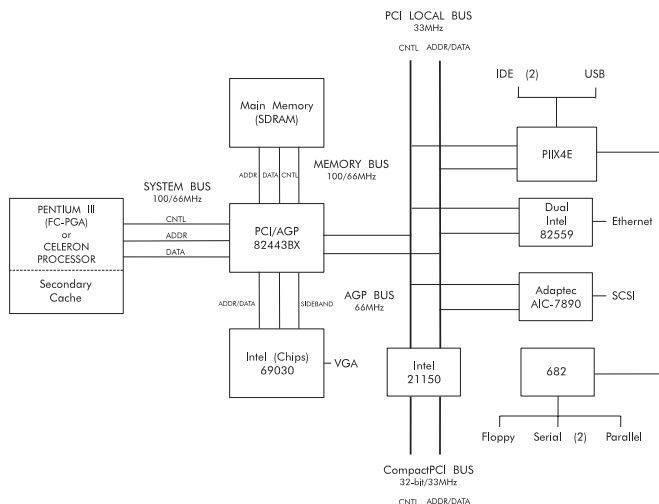 PCI LOCAL BUS
33MHz
CNTL ADDR/DATA
IDE (2) USB
Main Memory
(SDRAM)
PIIX4E
ADDR DATA CNTL
MEMORY BUS
100/66MHz
SYSTEM BUS
100/66MHz
PENTIUM III
(FC-PGA)
or
CELERON
PROCESSOR
Secondary
Cache
CNTL
ADDR
DATA
PCI/AGP
82443BX
Dual
Intel
82559
Ethernet
ADDR/DATA
SIDEBAND
AGP BUS
66MHz
Adaptec
AIC-7890
SCSI
Intel (Chips)
69030
VGA
Intel
21150
682
Floppy Serial (2) Parallel
CompactPCI BUS
32-bit/33MHz
CNTL ADDR/DATA